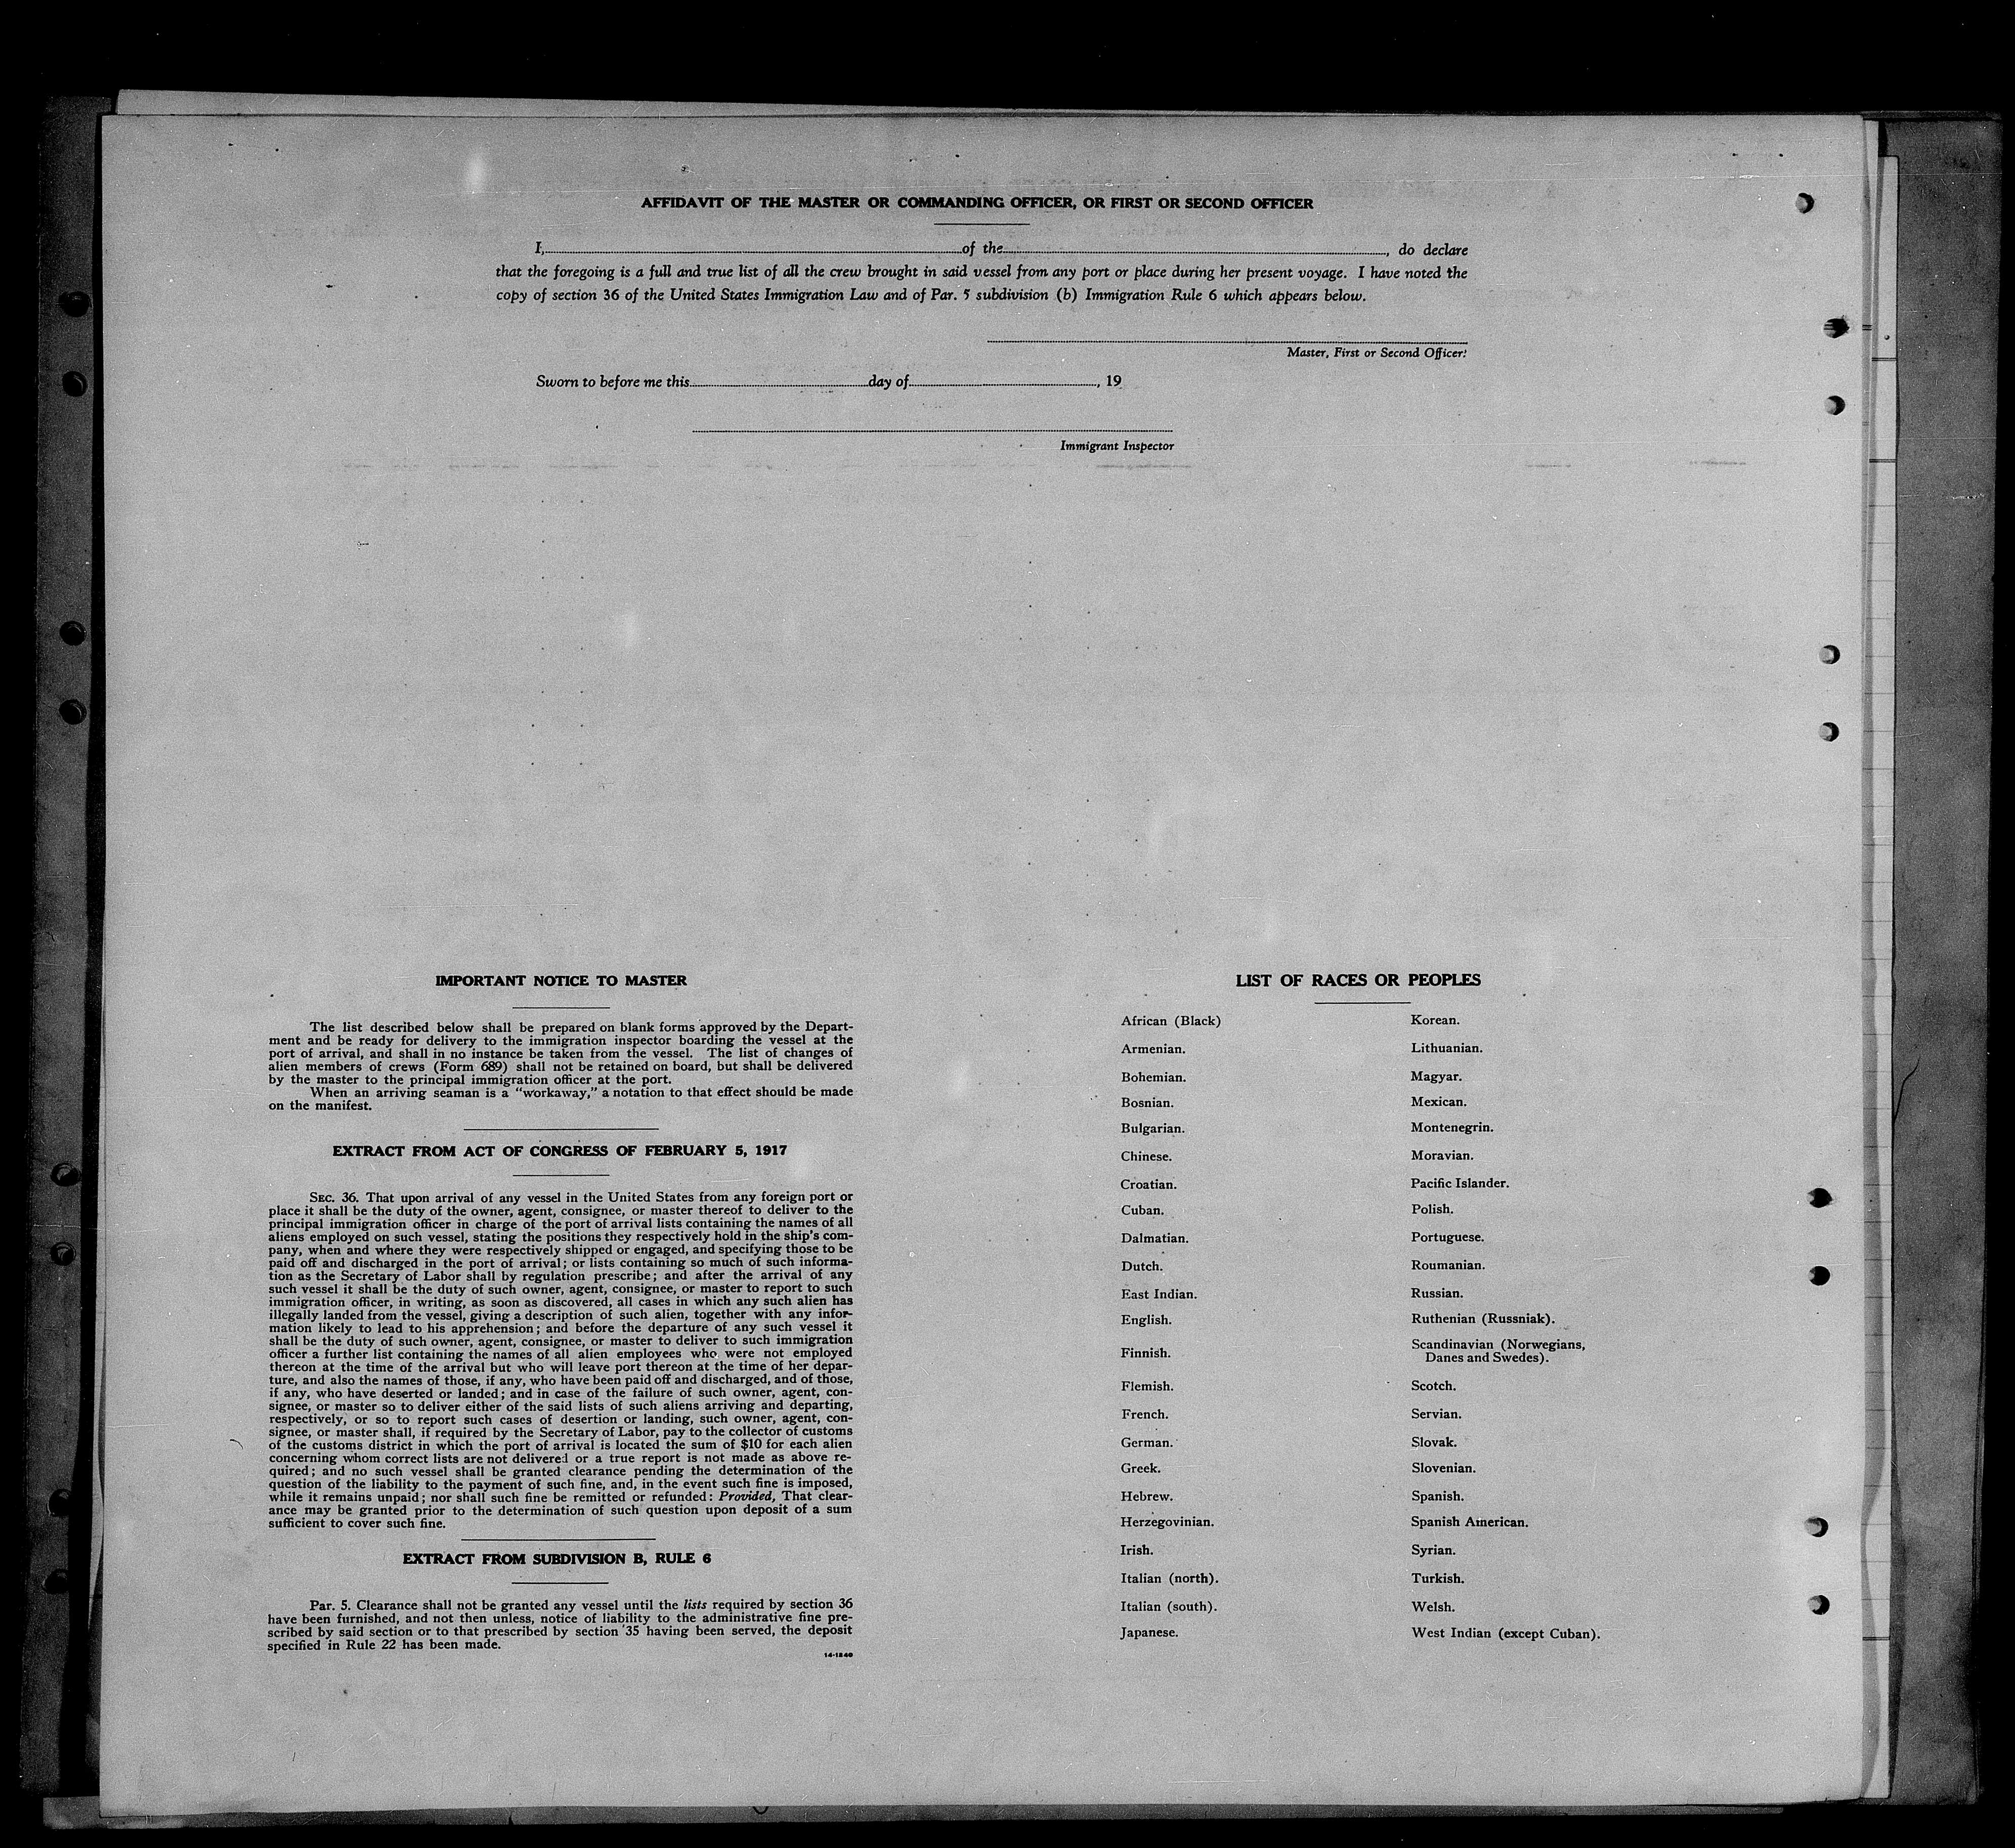 AFFIDAVIT OF THE MASTER OR COMMANDING OFFICER, OR FIRST OR SECOND OFFICER
I, of the , do declare
that the foregoing is a full and true list of all the crew brought in said vessel from any port or place during her present voyage. I have noted the
copy of section 36 of the United States Immigration Law and of Par. 5 subdivision (b) Immigration Rule 6 which appears below.
Master, First or Second Officer.
Sworn to before me this day of , 19
Immigrant Inspector
IMPORTANT NOTICE TO MASTER
The list described below shall be prepared on blank forms approved by the Depart-
ment and be ready for delivery to the immigration inspector boarding the vessel at the
port of arrival, and shall in no instance be taken from the vessel. The list of changes of
alien members of crews (Form 689) shall not be retained on board, but shall be delivered
by the master to the principal immigration officer at the port.
When an arriving seaman is a "workaway," a notation to that effect should be made
on the manifest.
EXTRACT FROM ACT OF CONGRESS OF FEBRUARY 5, 1917
SEC. 36. That upon arrival of any vessel in the United States from any foreign port or
place it shall be the duty of the owner, agent, consignee, or master thereof to deliver to the
principal immigration officer in charge of the port of arrival lists containing the names of all
aliens employed on such vessel, stating the positions they respectively hold in the ship's com-
pany, when and where they were respectively shipped or engaged, and specifying those to be
paid off and discharged in the port of arrival; or lists containing so much of such informa-
tion as the Secretary of Labor shall by regulation prescribe; and after the arrival of any
such vessel it shall be the duty of such owner, agent, consignee, or master to report to such
immigration officer, in writing, as soon as discovered, all cases in which any such alien has
illegally landed from the vessel, giving a description of such alien, together with any infor-
mation likely to lead to his apprehension; and before the departure of any such vessel it
shall be the duty of such owner, agent, consignee, or master to deliver to such immigration
officer a further list containing the names of all alien employees who were not employed
thereon at the time of the arrival but who will leave port thereon at the time of her depar-
ture, and also the names of those, if any, who have been paid off and discharged, and of those,
if any, who have deserted or landed; and in case of the failure of such owner, agent, con-
signee, or master so to deliver either of the said lists of such aliens arriving and departing,
respectively, or so to report such cases of desertion or landing, such owner, agent, con-
signee, or master shall, if required by the Secretary of Labor, pay to the collector of customs
of the customs district in which the port of arrival is located the sum of $10 for each alien
concerning whom correct lists are not delivered or a true report is not made as above re-
quired; and no such vessel shall be granted clearance pending the determination of the
question of the liability to the payment of such fine, and, in the event such fine is imposed,
while it remains unpaid; nor shall such fine be remitted or refunded: Provided, That clear-
ance may be granted prior to the determination of such question upon deposit of a sum
sufficient to cover such fine.
EXTRACT FROM SUBDIVISION B, RULE 6
Par. 5. Clearance shall not be granted any vessel until the lists required by section 36
have been furnished, and not then unless, notice of liability to the administrative fine pre-
scribed by said section or to that prescribed by section 35 having been served, the deposit
specified in Rule 22 has been made.
14-1240
LIST OF RACES OR PEOPLES
African (Black)
Armenian.
Bohemian.
Bosnian.
Bulgarian.
Chinese.
Croatian.
Cuban.
Dalmatian.
Dutch.
East Indian.
English.
Finnish.
Flemish.
French.
German.
Greek.
Hebrew.
Herzegovinian.
Irish.
Italian (north).
Italian (south).
Japanese.
Korean.
Lithuanian.
Magyar.
Mexican.
Montenegrin.
Moravian.
Pacific Islander.
Polish.
Portuguese.
Roumanian.
Russian.
Ruthenian (Russniak).
Scandinavian (Norwegians,
Danes and Swedes).
Scotch.
Servian.
Slovak.
Slovenian.
Spanish.
Spanish American.
Syrian.
Turkish.
Welsh.
West Indian (except Cuban).